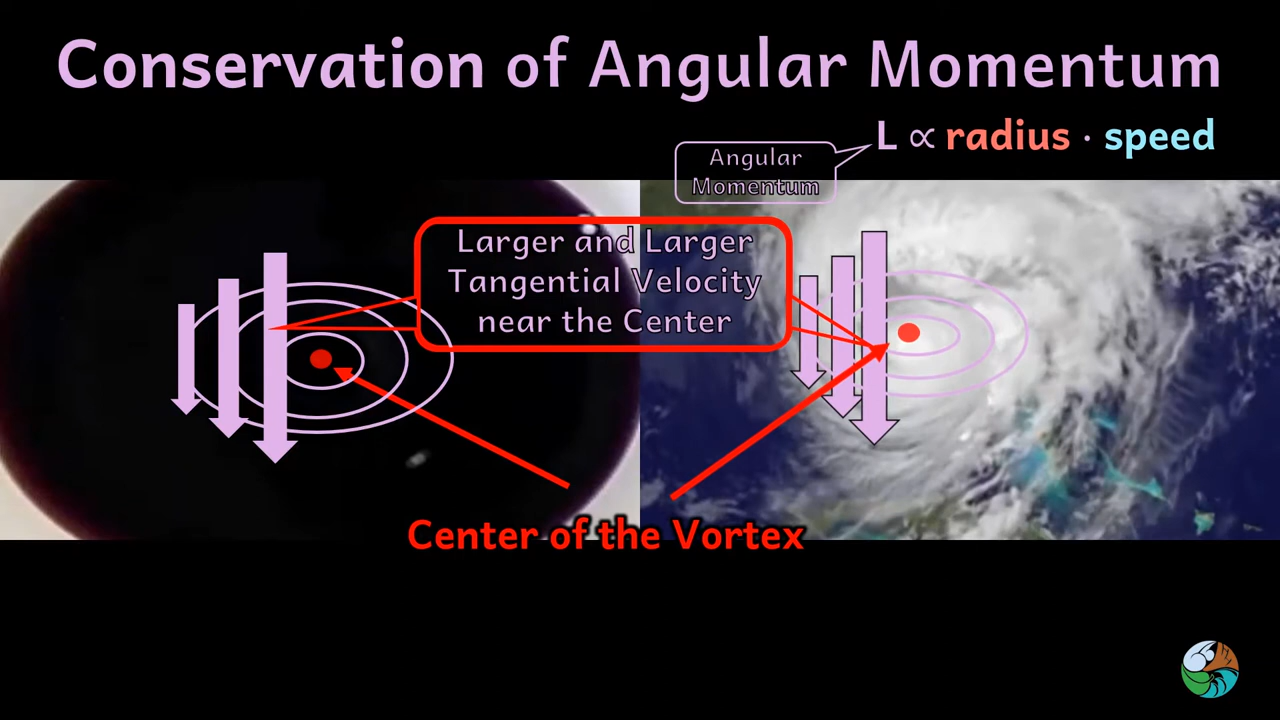 Conservation of Angular Momentum
L ∝ radius · speed
Angular
Momentum
Larger and Larger
Tangential Velocity
near the Center
Center of the Vortex